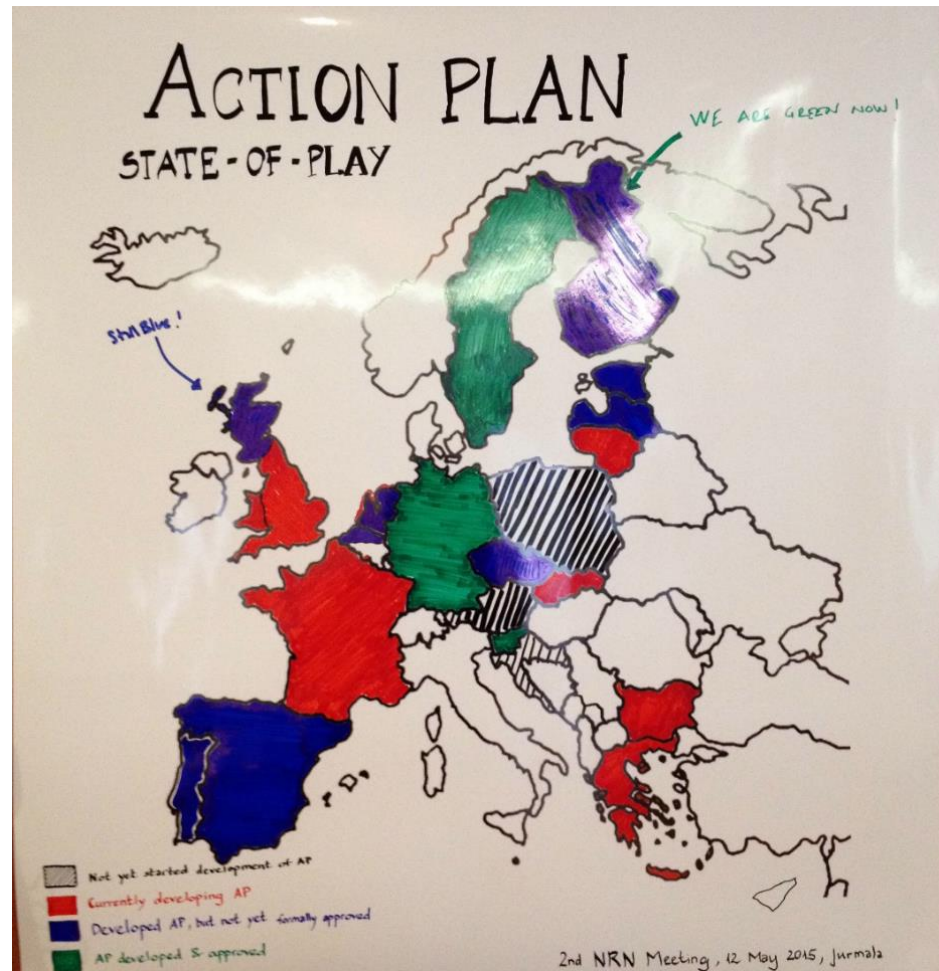 ACTION PLAN
STATE-OF-PLAY
WE ARE GREEN NOW!
Still Blue!
Not yet started development of AP
Currently developing AP
Developed AP, but not yet formally approved
AP developed & approved
2nd NRN Meeting, 12 May 2015, Jurmala